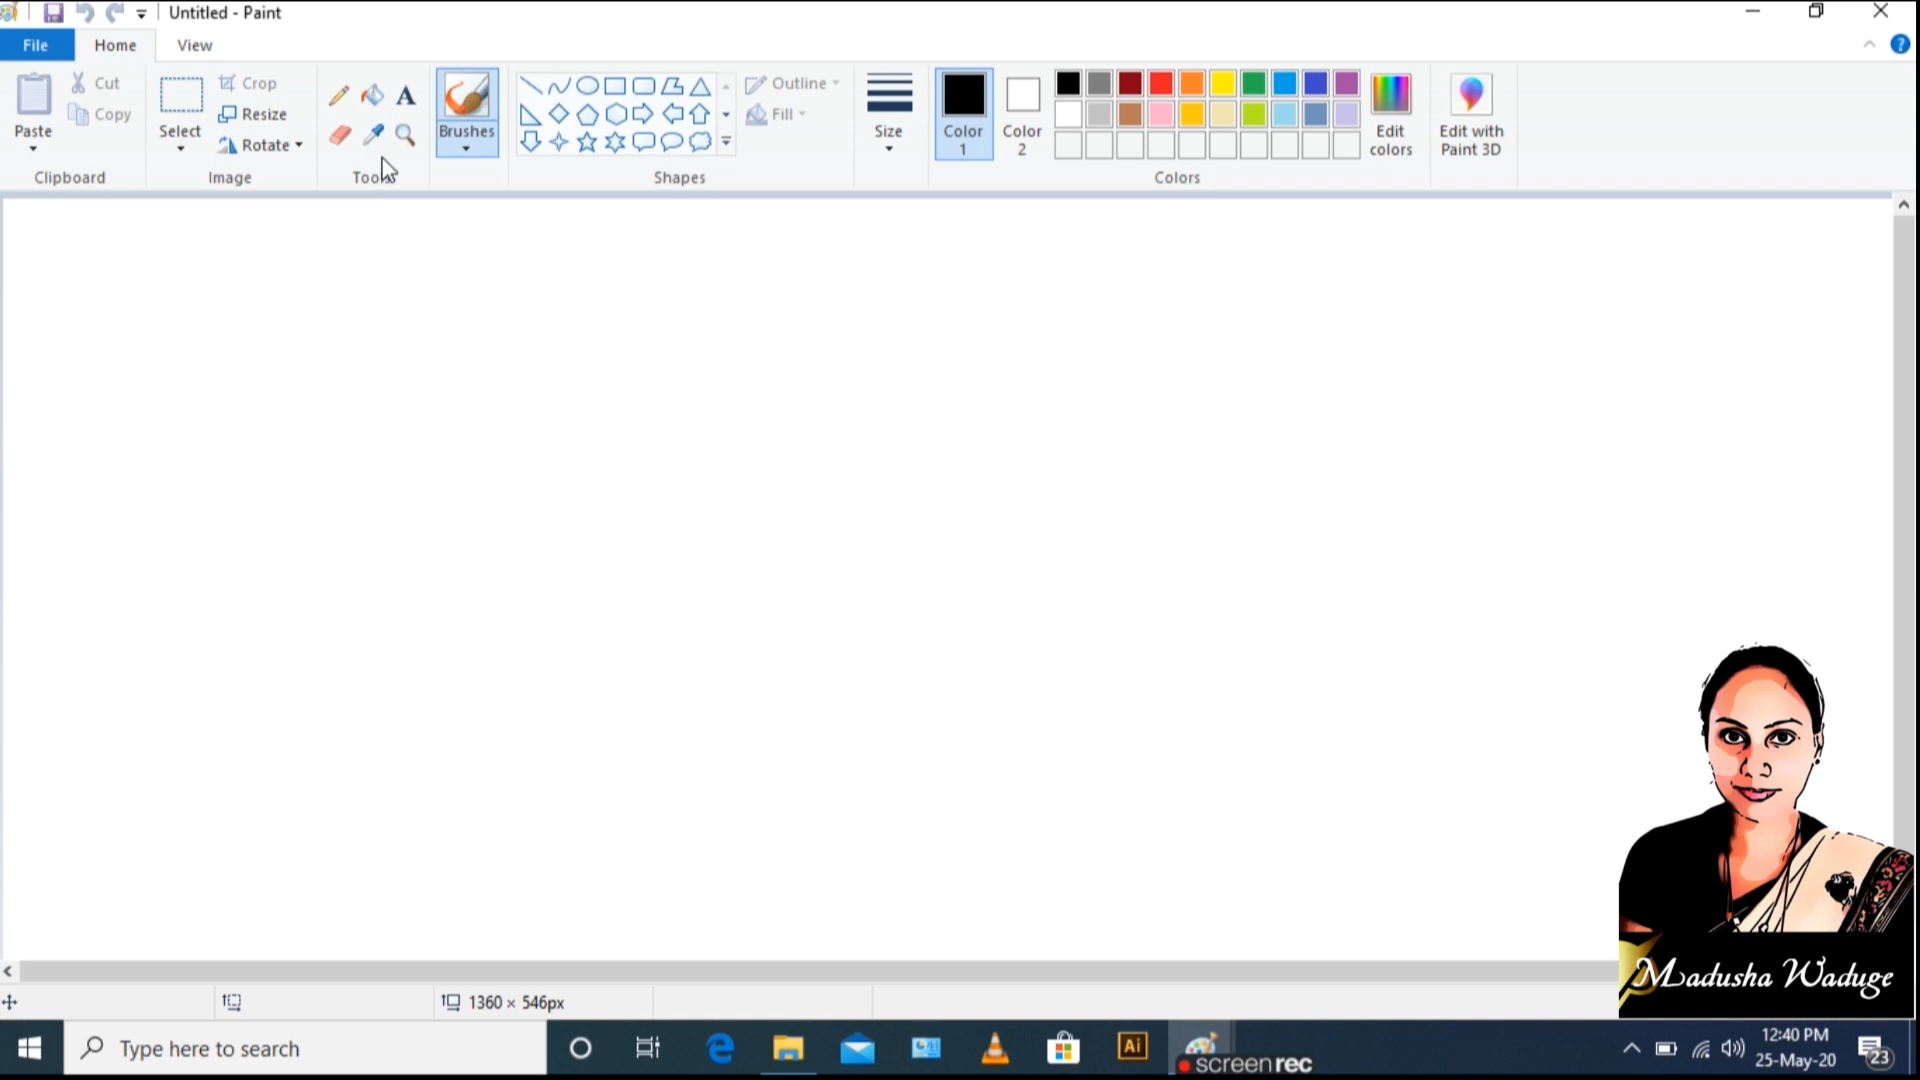 Untitled - Paint
File Home View
Paste
Cut
Copy
Clipboard
Select
Crop
Resize
Rotate
Image
A
Tools
Brushes
Outline
Fill
Shapes
Size
Color 1
Color 2
Edit colors
Edit with Paint 3D
Colors
?
1360 × 546px
Madusha Waduge
Type here to search
Ai
screenrec
12:40 PM
25-May-20
23